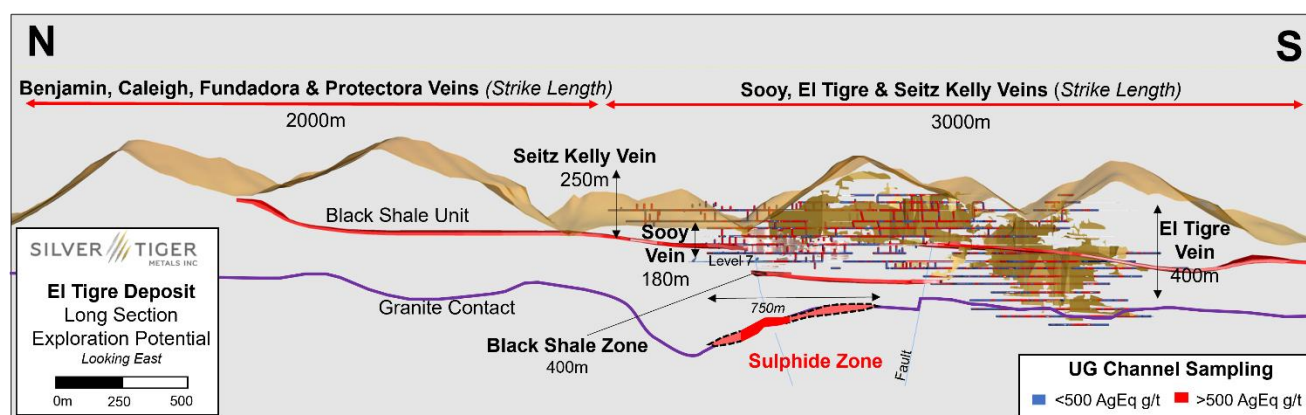 N
S
Benjamin, Caleigh, Fundadora & Protectora Veins (Strike Length)
2000m
Sooy, El Tigre & Seitz Kelly Veins (Strike Length)
3000m
Seitz Kelly Vein
250m
Black Shale Unit
Sooy
Vein
180m
Level 7
El Tigre
Vein
400m
Granite Contact
750m
Black Shale Zone
400m
Sulphide Zone
Fault
SILVER TIGER
METALS INC
El Tigre Deposit
Long Section
Exploration Potential
Looking East
0m 250 500
UG Channel Sampling
<500 AgEq g/t >500 AgEq g/t